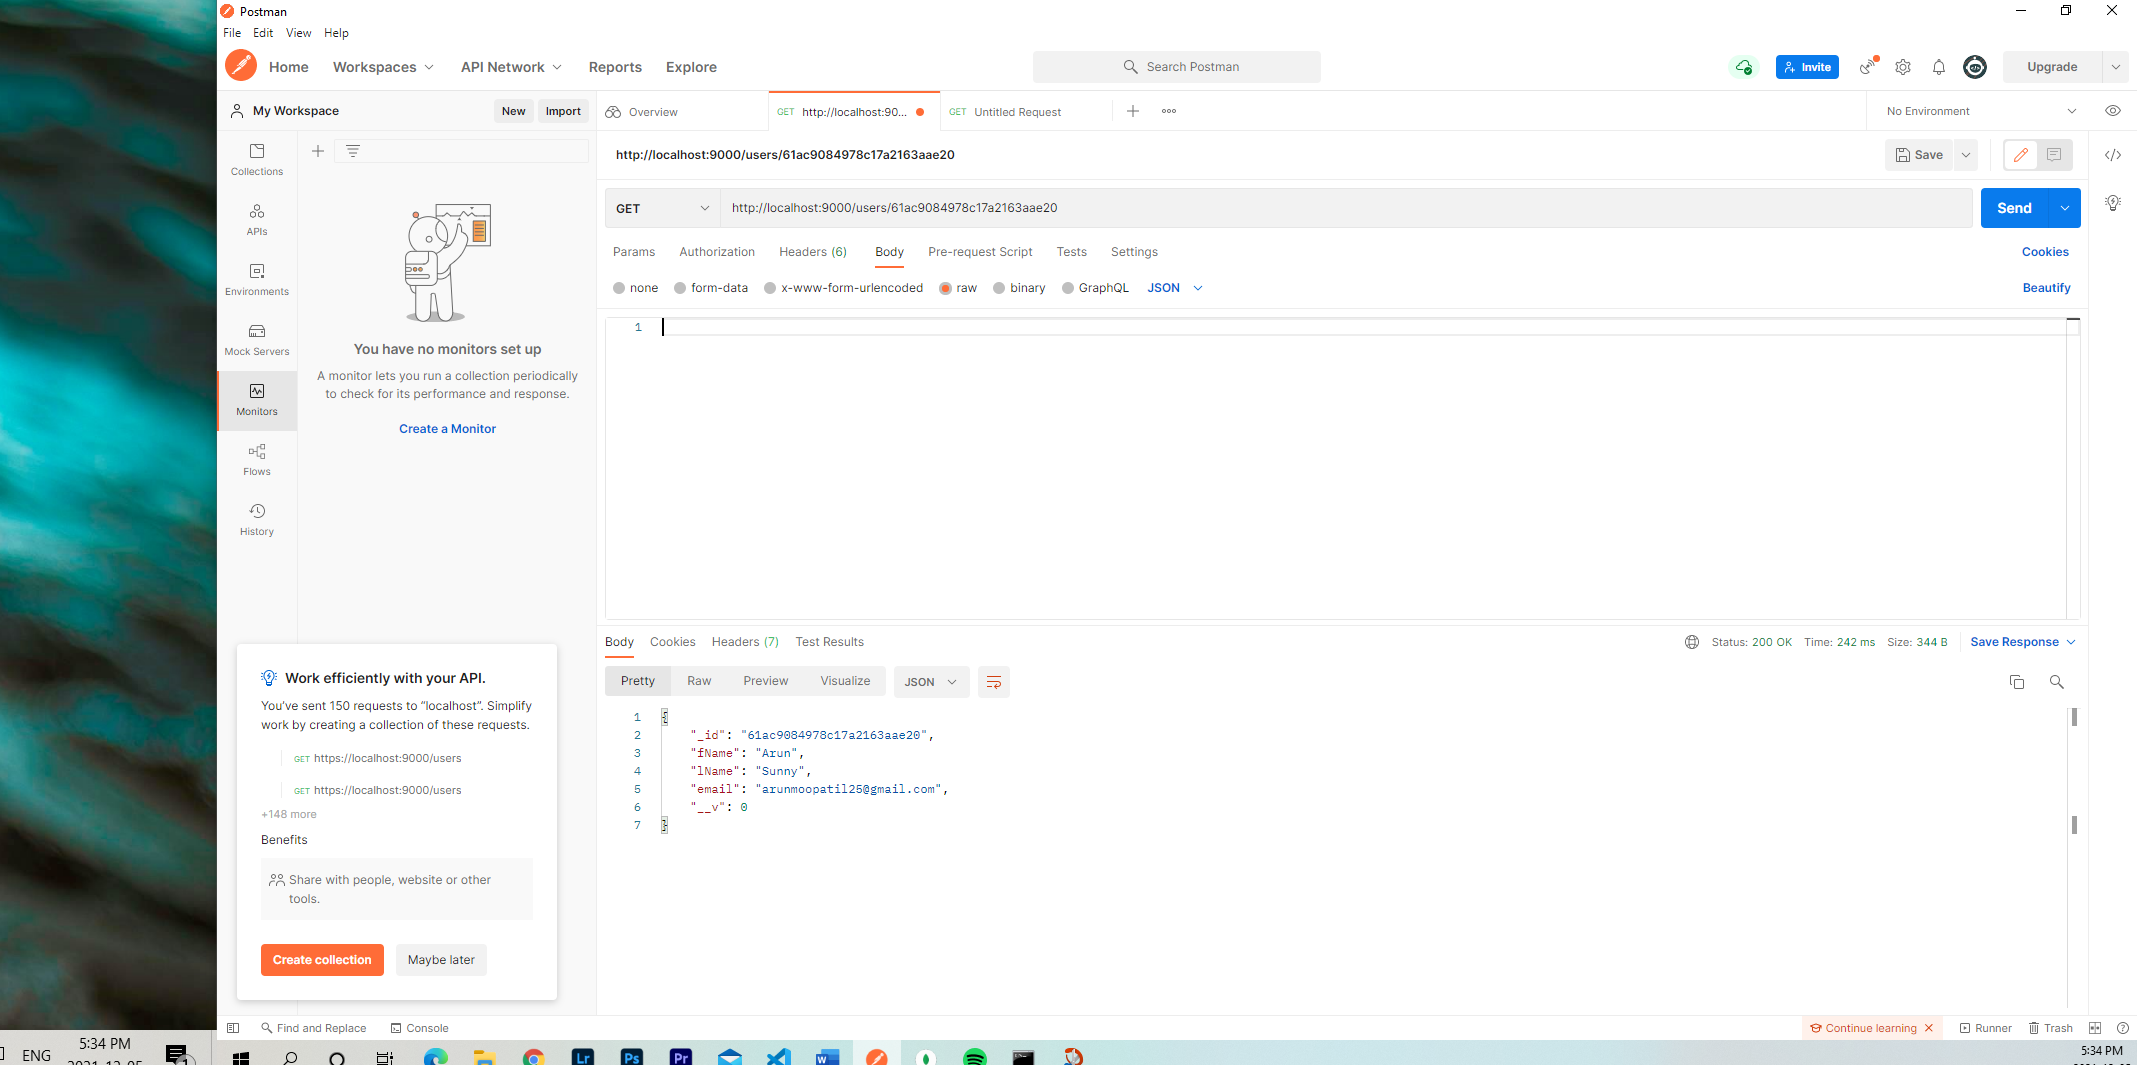 Postman
File Edit View Help
Home Workspaces API Network Reports Explore
Search Postman
Invite
Upgrade
My Workspace
New Import
Overview
GET http://localhost:90...
GET Untitled Request
No Environment
Collections
APIs
Environments
Mock Servers
Monitors
Flows
History
You have no monitors set up
A monitor lets you run a collection periodically
to check for its performance and response.
Create a Monitor
http://localhost:9000/users/61ac9084978c17a2163aae20
Save
GET http://localhost:9000/users/61ac9084978c17a2163aae20
Send
Params Authorization Headers (6) Body Pre-request Script Tests Settings
Cookies
none form-data x-www-form-urlencoded raw binary GraphQL JSON
Beautify
1
Body Cookies Headers (7) Test Results
Status: 200 OK Time: 242 ms Size: 344 B Save Response
Pretty Raw Preview Visualize JSON
1 {
2 "_id": "61ac9084978c17a2163aae20",
3 "fName": "Arun",
4 "lName": "Sunny",
5 "email": "arunmoopatil25@gmail.com",
6 "__v": 0
7 }
Work efficiently with your API.
You've sent 150 requests to “localhost”. Simplify
work by creating a collection of these requests.
GET https://localhost:9000/users
GET https://localhost:9000/users
+148 more
Benefits
Share with people, website or other
tools.
Create collection Maybe later
Find and Replace Console
Continue learning Runner Trash
ENG
5:34 PM
1
Lr Ps Pr W
5:34 PM